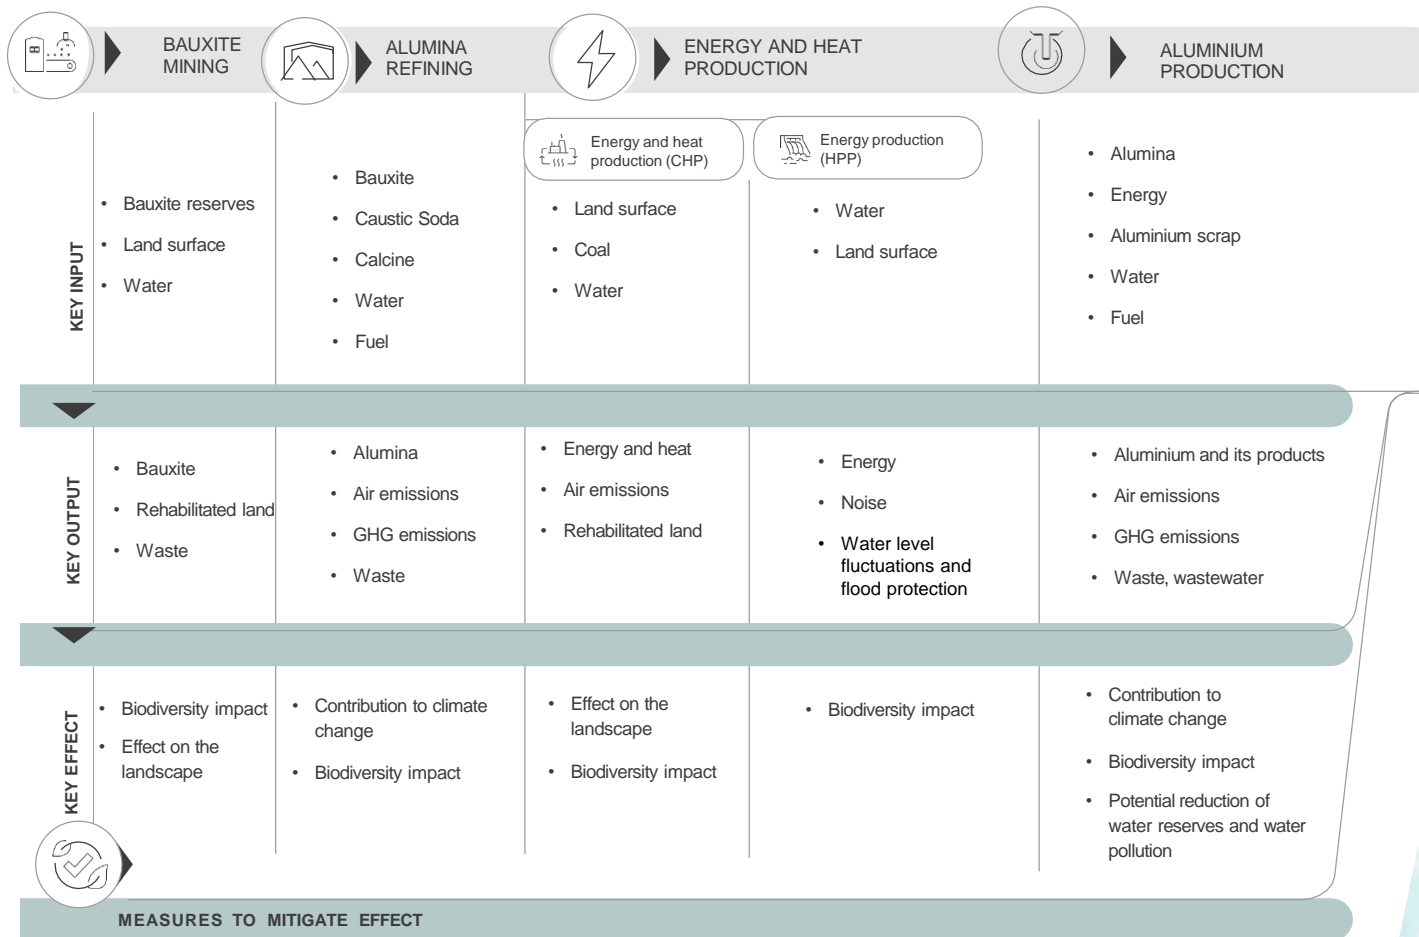 BAUXITE
MINING
ALUMINA
REFINING
ENERGY AND HEAT
PRODUCTION
ALUMINIUM
PRODUCTION
Energy and heat
production (CHP)
Energy production
(HPP)
KEY INPUT
• Bauxite reserves
• Land surface
• Water
• Bauxite
• Caustic Soda
• Calcine
• Water
• Fuel
• Land surface
• Coal
• Water
• Water
• Land surface
• Alumina
• Energy
• Aluminium scrap
• Water
• Fuel
KEY OUTPUT
• Bauxite
• Rehabilitated land
• Waste
• Alumina
• Air emissions
• GHG emissions
• Waste
• Energy and heat
• Air emissions
• Rehabilitated land
• Energy
• Noise
• Water level
fluctuations and
flood protection
• Aluminium and its products
• Air emissions
• GHG emissions
• Waste, wastewater
KEY EFFECT
• Biodiversity impact
• Effect on the
landscape
• Contribution to climate
change
• Biodiversity impact
• Effect on the
landscape
• Biodiversity impact
• Biodiversity impact
• Contribution to
climate change
• Biodiversity impact
• Potential reduction of
water reserves and water
pollution
MEASURES TO MITIGATE EFFECT